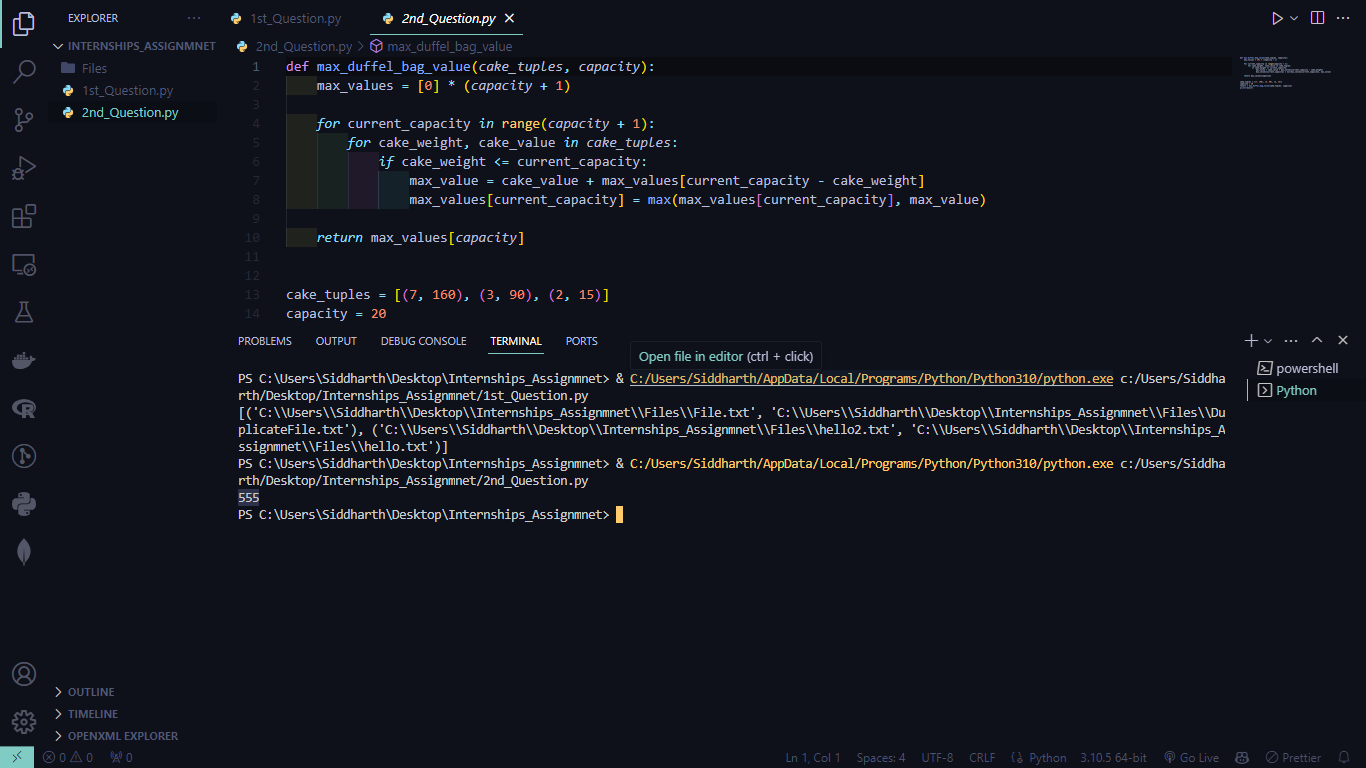 EXPLORER
1st_Question.py
2nd_Question.py
INTERNSHIPS_ASSIGNMNET
Files
1st_Question.py
2nd_Question.py
2nd_Question.py > max_duffel_bag_value
1 def max_duffel_bag_value(cake_tuples, capacity):
2 max_values = [0] * (capacity + 1)
3
4 for current_capacity in range(capacity + 1):
5 for cake_weight, cake_value in cake_tuples:
6 if cake_weight <= current_capacity:
7 max_value = cake_value + max_values[current_capacity - cake_weight]
8 max_values[current_capacity] = max(max_values[current_capacity], max_value)
9
10 return max_values[capacity]
11
12
13 cake_tuples = [(7, 160), (3, 90), (2, 15)]
14 capacity = 20
PROBLEMS OUTPUT DEBUG CONSOLE TERMINAL PORTS
Open file in editor (ctrl + click)
powershell
Python
PS C:\Users\Siddharth\Desktop\Internships_Assignmnet> & C:/Users/Siddharth/AppData/Local/Programs/Python/Python310/python.exe c:/Users/Siddha
rth/Desktop/Internships_Assignmnet/1st_Question.py
[('C:\\Users\\Siddharth\\Desktop\\Internships_Assignmnet\\Files\\File.txt', 'C:\\Users\\Siddharth\\Desktop\\Internships_Assignmnet\\Files\\Du
plicateFile.txt'), ('C:\\Users\\Siddharth\\Desktop\\Internships_Assignmnet\\Files\\hello2.txt', 'C:\\Users\\Siddharth\\Desktop\\Internships_A
ssignmnet\\Files\\hello.txt')]
PS C:\Users\Siddharth\Desktop\Internships_Assignmnet> & C:/Users/Siddharth/AppData/Local/Programs/Python/Python310/python.exe c:/Users/Siddha
rth/Desktop/Internships_Assignmnet/2nd_Question.py
555
PS C:\Users\Siddharth\Desktop\Internships_Assignmnet>
OUTLINE
TIMELINE
OPENXML EXPLORER
0 0 0 Ln 1, Col 1 Spaces: 4 UTF-8 CRLF Python 3.10.5 64-bit Go Live Prettier